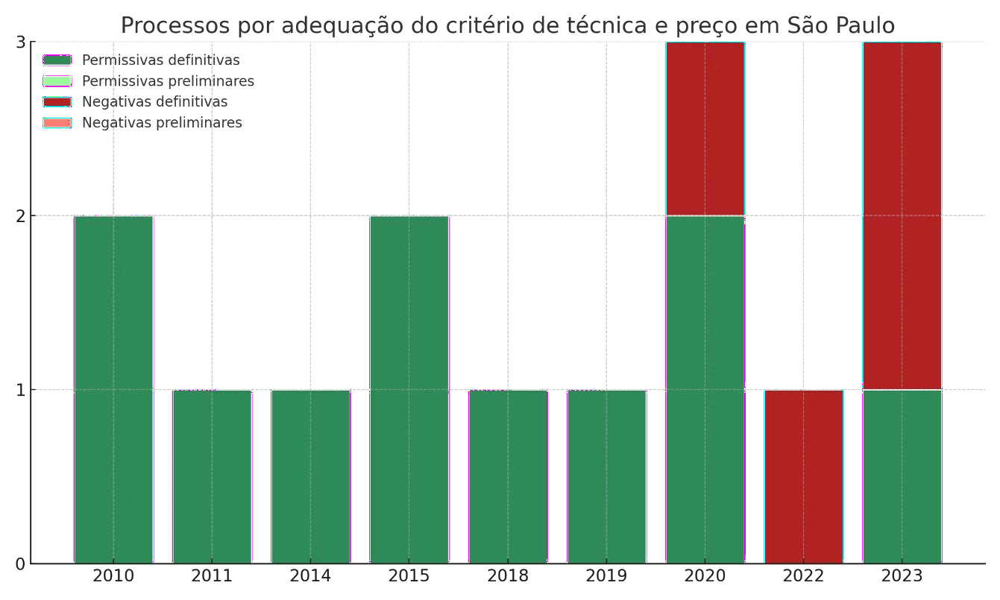 Processos por adequação do critério de técnica e preço em São Paulo
3
Permissivas definitivas
Permissivas preliminares
Negativas definitivas
Negativas preliminares
2
1
0
2010 2011 2014 2015 2018 2019 2020 2022 2023